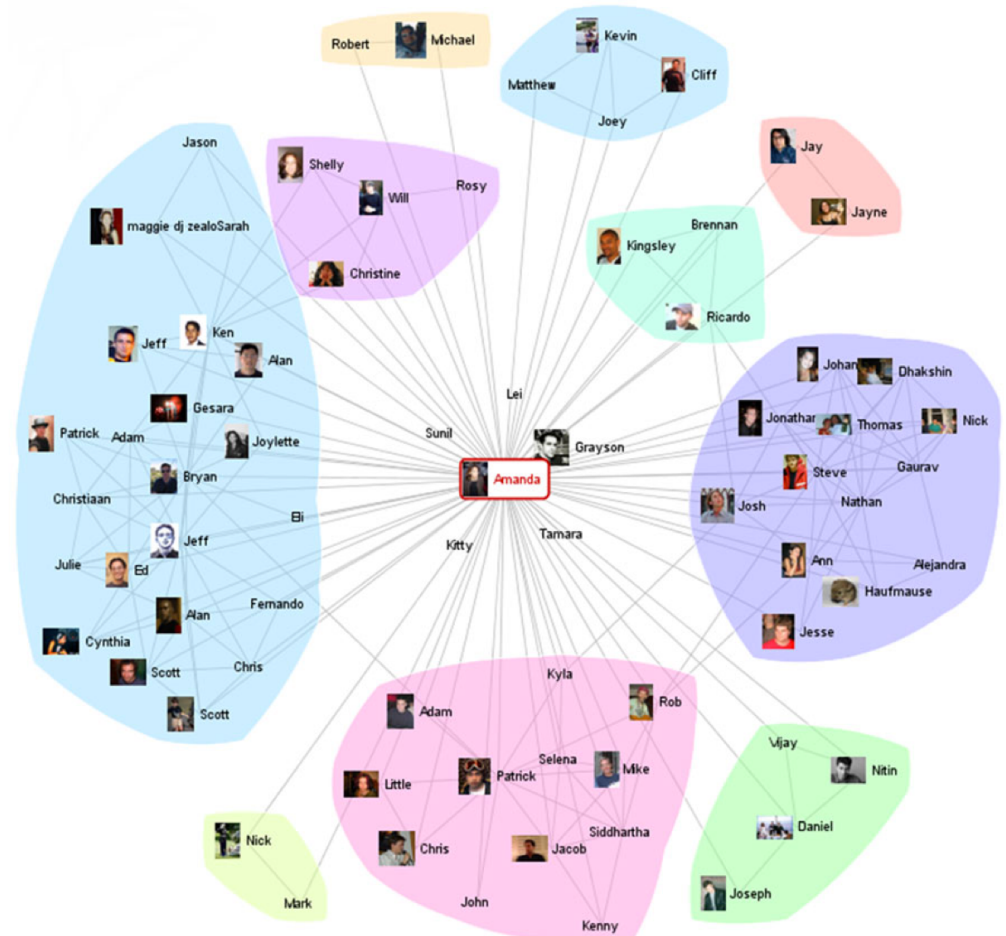 Robert
Michael
Kevin
Matthew
Cliff
Joey
Jason
Shelly
Will
Rosy
Christine
Jay
Jayne
Brennan
Kingsley
Ricardo
maggie dj zealoSarah
Jeff
Ken
Alan
Gesara
Patrick
Adam
Joylette
Bryan
Christiaan
Eli
Jeff
Julie
Ed
Alan
Fernando
Cynthia
Scott
Chris
Scott
Lei
Sunil
Grayson
Amanda
Kitty
Tamara
Johan
Dhakshin
Jonathar
Thomas
Nick
Steve
Gaurav
Josh
Nathan
Ann
Alejandra
Haufmause
Jesse
Kyla
Adam
Rob
Selena
Little
Patrick
Mike
Siddhartha
Chris
Jacob
John
Kenny
Vijay
Nitin
Daniel
Joseph
Nick
Mark